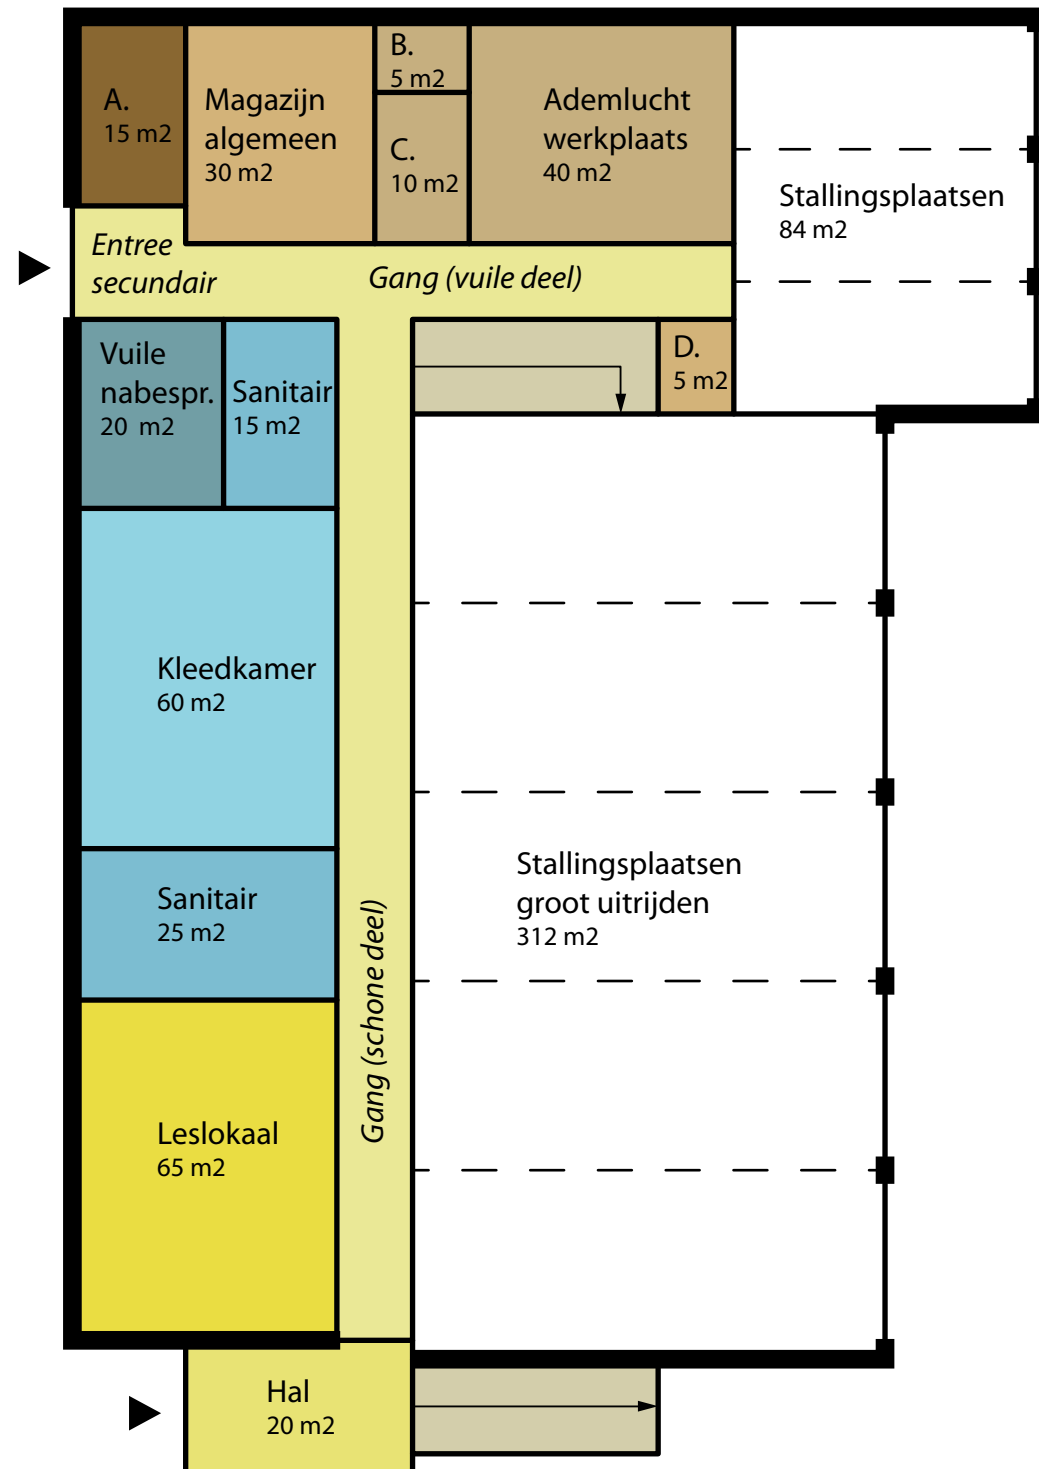 A.
15 m2
Magazijn
algemeen
30 m2
B.
5 m2
C.
10 m2
Ademlucht
werkplaats
40 m2
Stallingsplaatsen
84 m2
Entree
secundair
Gang (vuile deel)
Vuile
nabespr.
20 m2
Sanitair
15 m2
D.
5 m2
Kleedkamer
60 m2
Stallingsplaatsen
groot uitrijden
312 m2
Sanitair
25 m2
Gang (schone deel)
Leslokaal
65 m2
Hal
20 m2